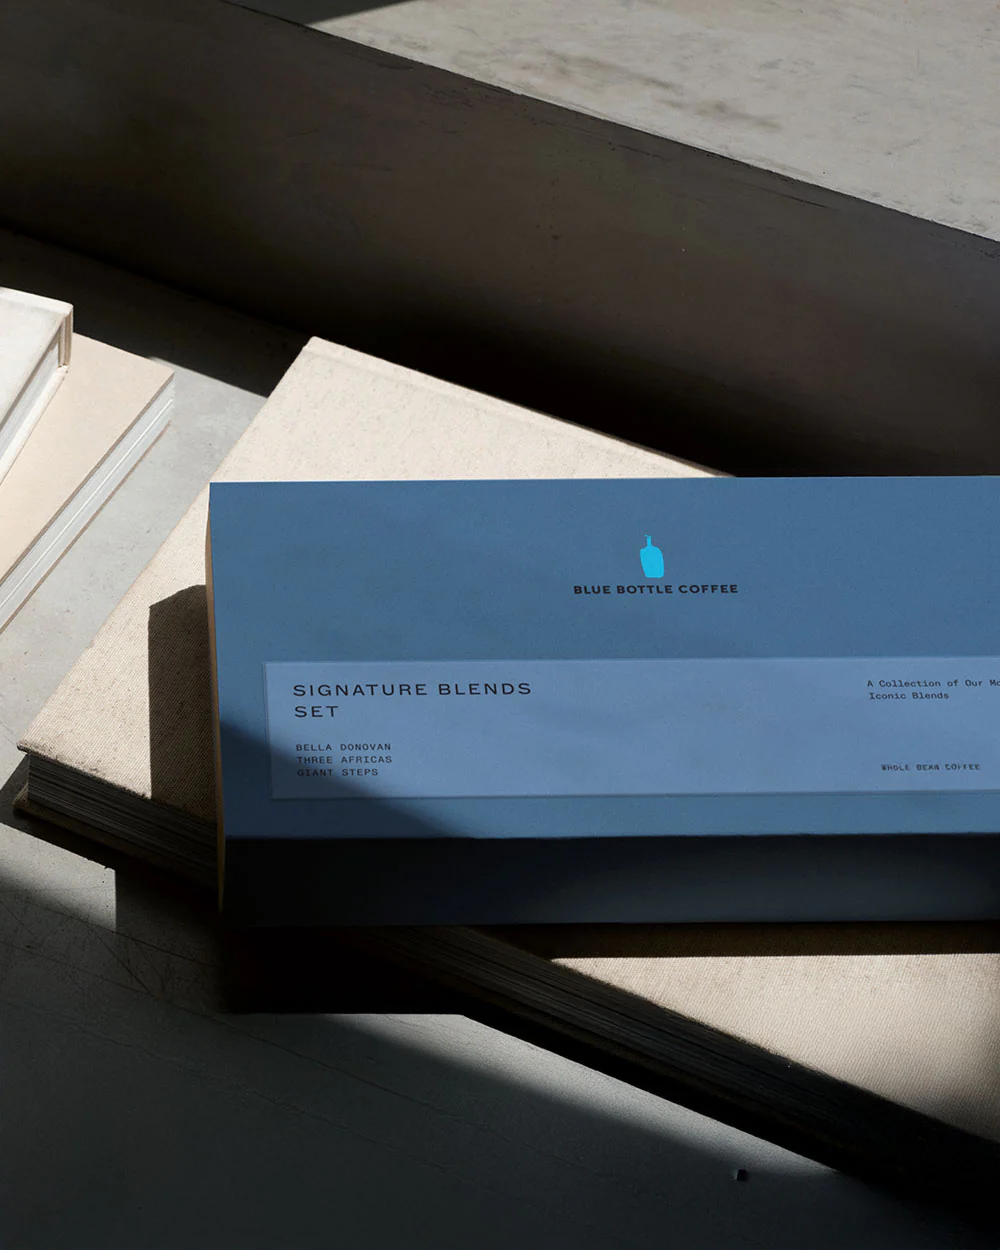 BLUE BOTTLE COFFEE
SIGNATURE BLENDS
SET
BELLA DONOVAN
THREE AFRICAS
GIANT STEPS
A Collection of Our
Iconic Blends
WHOLE BEAN COFFEE